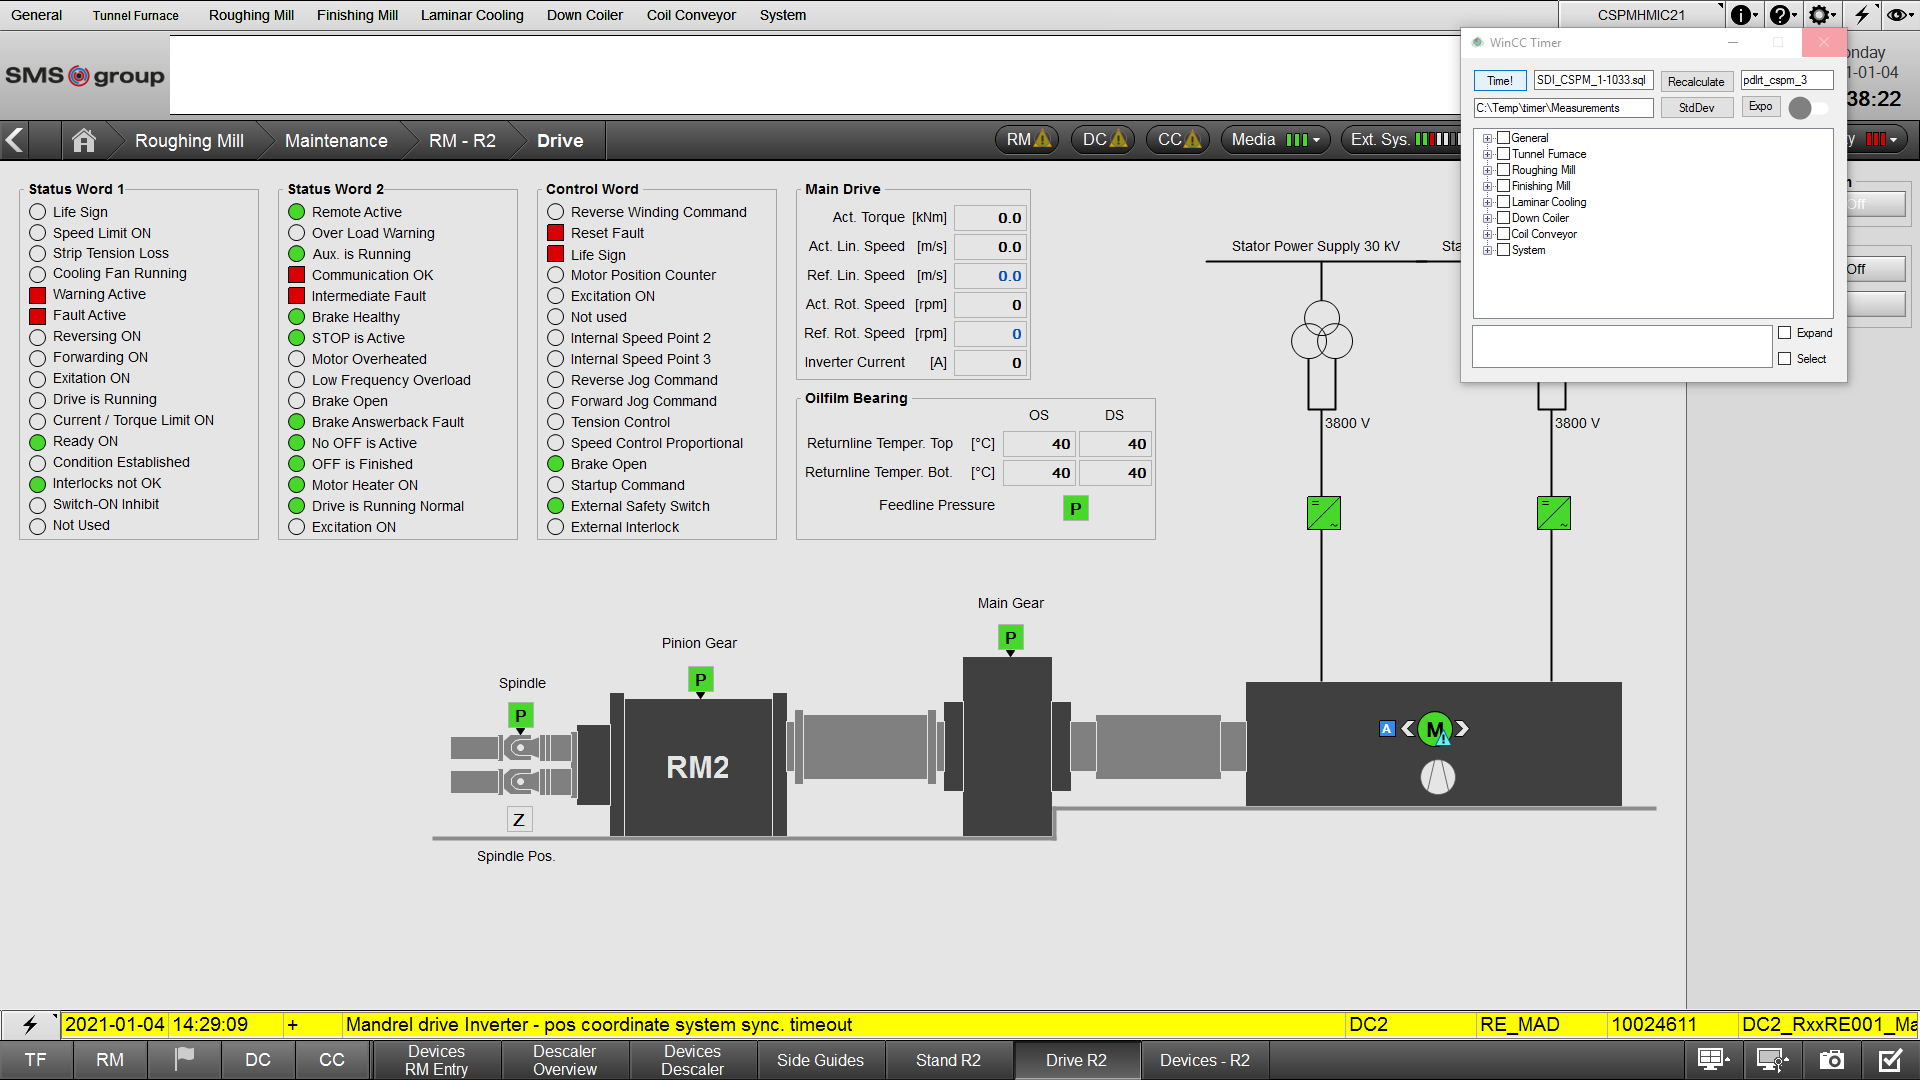 General Tunnel Furnace Roughing Mill Finishing Mill Laminar Cooling Down Coiler Coil Conveyor System CSPMHMIC21
SMS group
WinCC Timer
Time! SDI_CSPM_1-1033.sql Recalculate pdlrt_cspm_3
C:\Temp\timer\Measurements StdDev Expo
General
Tunnel Furnace
Roughing Mill
Finishing Mill
Laminar Cooling
Down Coiler
Coil Conveyor
System
Expand
Select
onday
1-01-04
38:22
Roughing Mill Maintenance RM - R2 Drive RM DC CC Media Ext. Sys. y
Off
Off
Status Word 1
Life Sign
Speed Limit ON
Strip Tension Loss
Cooling Fan Running
Warning Active
Fault Active
Reversing ON
Forwarding ON
Exitation ON
Drive is Running
Current / Torque Limit ON
Ready ON
Condition Established
Interlocks not OK
Switch-ON Inhibit
Not Used
Status Word 2
Remote Active
Over Load Warning
Aux. is Running
Communication OK
Intermediate Fault
Brake Healthy
STOP is Active
Motor Overheated
Low Frequency Overload
Brake Open
Brake Answerback Fault
No OFF is Active
OFF is Finished
Motor Heater ON
Drive is Running Normal
Excitation ON
Control Word
Reverse Winding Command
Reset Fault
Life Sign
Motor Position Counter
Excitation ON
Not used
Internal Speed Point 2
Internal Speed Point 3
Reverse Jog Command
Forward Jog Command
Tension Control
Speed Control Proportional
Brake Open
Startup Command
External Safety Switch
External Interlock
Main Drive
Act. Torque [kNm] 0.0
Act. Lin. Speed [m/s] 0.0
Ref. Lin. Speed [m/s] 0.0
Act. Rot. Speed [rpm] 0
Ref. Rot. Speed [rpm] 0
Inverter Current [A] 0
Oilfilm Bearing
OS DS
Returnline Temper. Top [°C] 40 40
Returnline Temper. Bot. [°C] 40 40
Feedline Pressure P
Stator Power Supply 30 kV Sta
3800 V 3800 V
= ~ = ~
Main Gear
P
Pinion Gear
P
Spindle
P
RM2
A M
Z
Spindle Pos.
2021-01-04 14:29:09 + Mandrel drive Inverter - pos coordinate system sync. timeout DC2 RE_MAD 10024611 DC2_RxxRE001_Ma
TF RM DC CC Devices RM Entry Descaler Overview Devices Descaler Side Guides Stand R2 Drive R2 Devices - R2